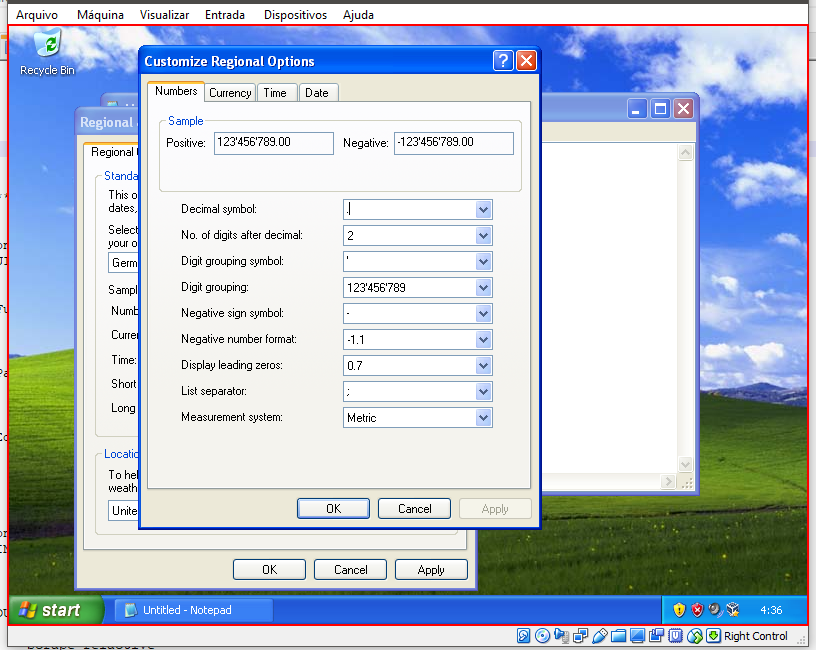 Arquivo Máquina Visualizar Entrada Dispositivos Ajuda
Recycle Bin
Customize Regional Options
Regional
Numbers Currency Time Date
Regional
Sample
Positive: 123'456'789.00 Negative: -123'456'789.00
Standa
This o
dates,
Select
your o
Germ
Sampl
Numb
Curre
Time:
Short
Long
Decimal symbol: .
No. of digits after decimal: 2
Digit grouping symbol: '
Digit grouping: 123'456'789
Negative sign symbol: -
Negative number format: -1.1
Display leading zeros: 0.7
List separator: ;
Measurement system: Metric
Locatio
To hel
weath
Unite
OK Cancel Apply
OK Cancel Apply
start Untitled - Notepad 4:36
Right Control